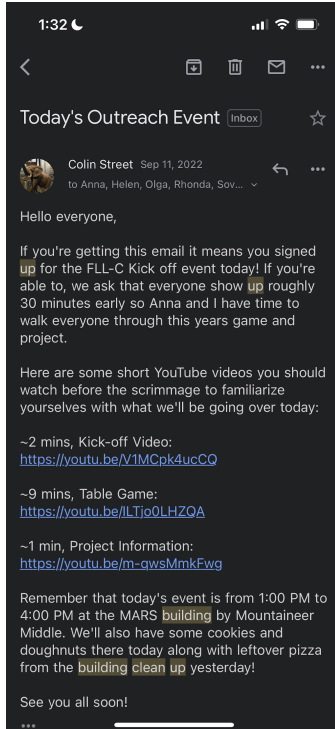 1:32
Today's Outreach Event Inbox
Colin Street Sep 11, 2022
to Anna, Helen, Olga, Rhonda, Sov...
Hello everyone,
If you're getting this email it means you signed
up for the FLL-C Kick off event today! If you're
able to, we ask that everyone show up roughly
30 minutes early so Anna and I have time to
walk everyone through this years game and
project.
Here are some short YouTube videos you should
watch before the scrimmage to familiarize
yourselves with what we'll be going over today:
~2 mins, Kick-off Video:
https://youtu.be/V1MCpk4ucCQ
~9 mins, Table Game:
https://youtu.be/ILTjo0LHZQA
~1 min, Project Information:
https://youtu.be/m-qwsMmkFwg
Remember that today's event is from 1:00 PM to
4:00 PM at the MARS building by Mountaineer
Middle. We'll also have some cookies and
doughnuts there today along with leftover pizza
from the building clean up yesterday!
See you all soon!